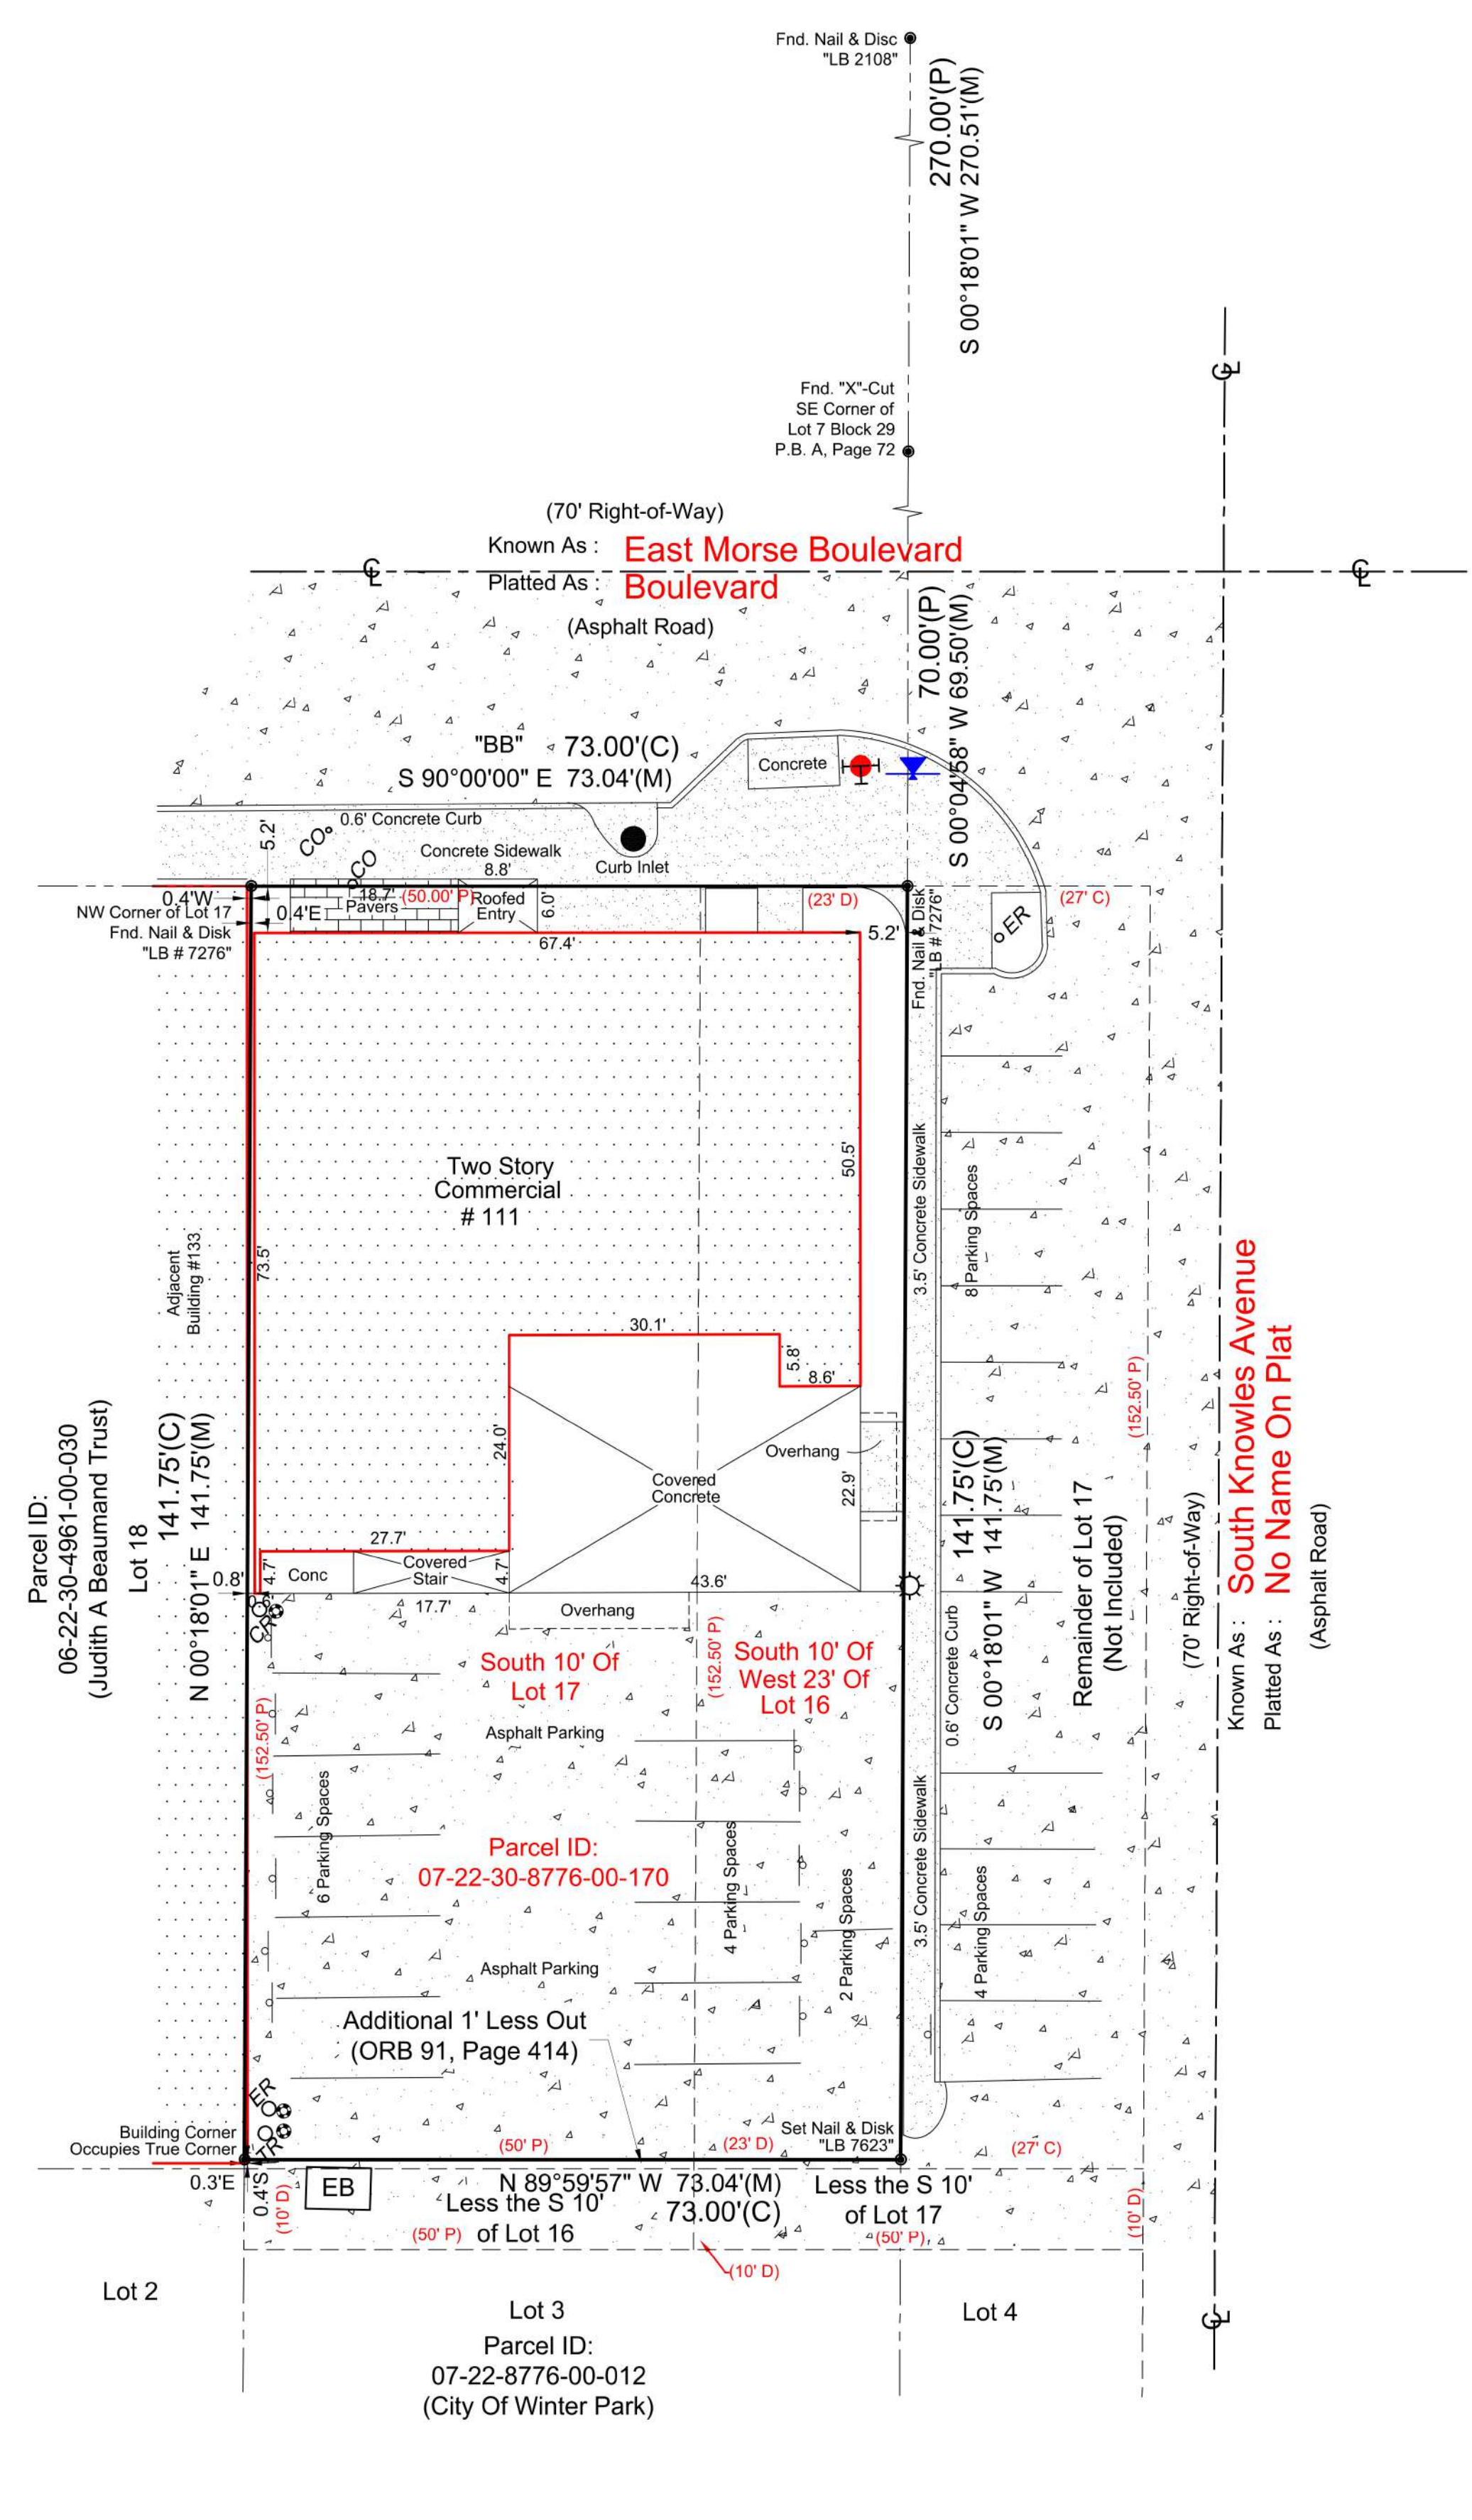 Fnd. Nail & Disc
"LB 2108"
270.00'(P)
S 00°18'01" W 270.51'(M)
Fnd. "X"-Cut
SE Corner of
Lot 7 Block 29
P.B. A, Page 72
(70' Right-of-Way)
Known As : East Morse Boulevard
Platted As : Boulevard
(Asphalt Road)
70.00'(P)
S 00°04'58" W 69.50'(M)
"BB" 73.00'(C)
S 90°00'00" E 73.04'(M)
Concrete
0.6' Concrete Curb
5.2'
CO
CO
Concrete Sidewalk
8.8'
Curb Inlet
0.4'W
NW Corner of Lot 17
Fnd. Nail & Disk
"LB # 7276"
0.4'E
18.7'
(50.00' P)
Pavers
Roofed
Entry
6.0'
67.4'
(23' D)
5.2'
Fnd. Nail & Disk
"LB # 7276"
ER
(27' C)
Two Story
Commercial
# 111
50.5'
73.5'
Adjacent
Building #133
3.5' Concrete Sidewalk
8 Parking Spaces
30.1'
5.8'
8.6'
24.0'
Overhang
Covered
Concrete
22.9'
(152.50' P)
South Knowles Avenue
No Name On Plat
Known As :
Platted As :
(70' Right-of-Way)
(Asphalt Road)
Parcel ID:
06-22-30-4961-00-030
(Judith A Beaumand Trust)
Lot 18
141.75'(C)
N 00°18'01" E 141.75'(M)
27.7'
Conc
Covered
Stair
4.7'
4.7'
0.8'
17.7'
43.6'
Overhang
CR
141.75'(C)
S 00°18'01" W 141.75'(M)
0.6' Concrete Curb
Remainder of Lot 17
(Not Included)
South 10' Of
Lot 17
(152.50' P)
South 10' Of
West 23' Of
Lot 16
(152.50' P)
Asphalt Parking
6 Parking Spaces
Parcel ID:
07-22-30-8776-00-170
4 Parking Spaces
2 Parking Spaces
3.5' Concrete Sidewalk
4 Parking Spaces
Asphalt Parking
Additional 1' Less Out
(ORB 91, Page 414)
ER
TR
Building Corner
Occupies True Corner
0.3'E
0.4'S
(10' D)
EB
(50' P)
(23' D)
Set Nail & Disk
"LB 7623"
(27' C)
N 89°59'57" W 73.04'(M)
73.00'(C)
Less the S 10'
of Lot 16
(50' P)
Less the S 10'
of Lot 17
(50' P)
(10' D)
(10' D)
Lot 2
Lot 3
Lot 4
Parcel ID:
07-22-8776-00-012
(City Of Winter Park)